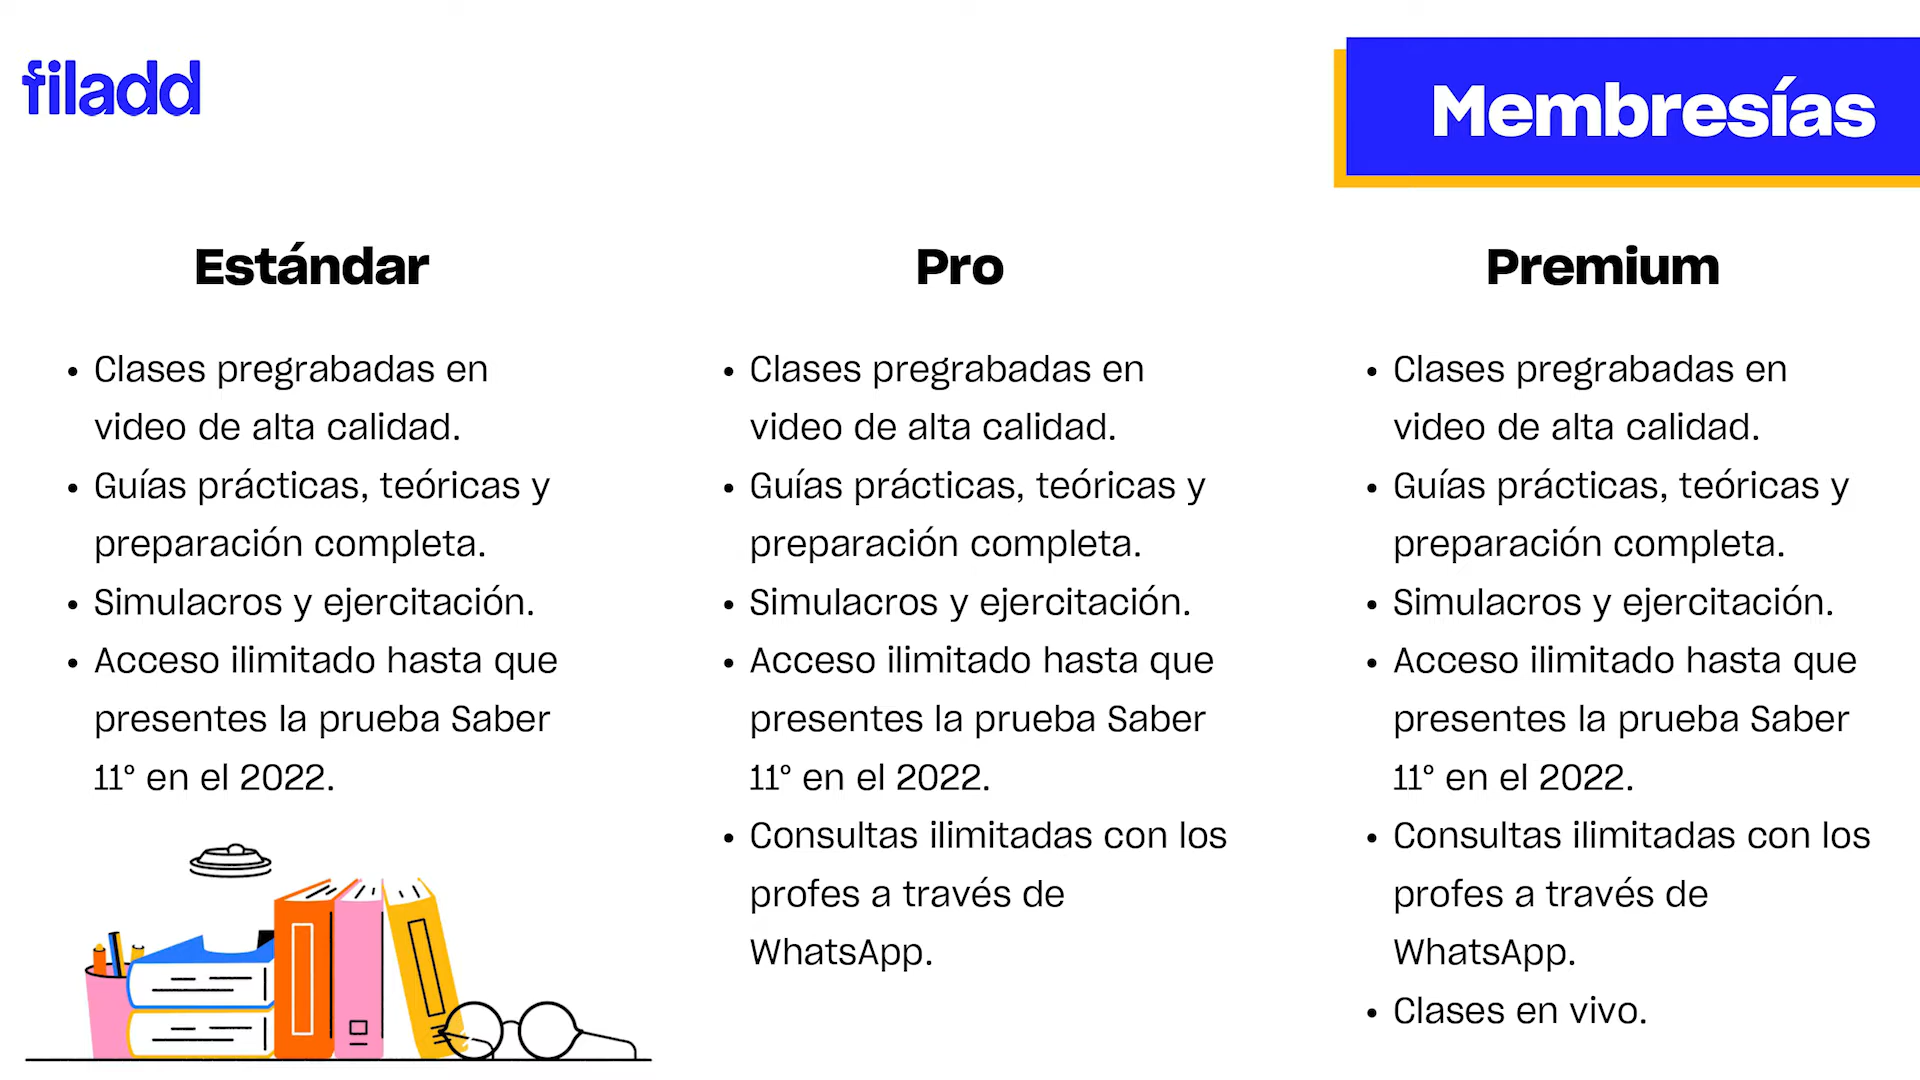 filadd
Membresías
Estándar
• Clases pregrabadas en
video de alta calidad.
• Guías prácticas, teóricas y
preparación completa.
• Simulacros y ejercitación.
• Acceso ilimitado hasta que
presentes la prueba Saber
11° en el 2022.
Pro
• Clases pregrabadas en
video de alta calidad.
• Guías prácticas, teóricas y
preparación completa.
• Simulacros y ejercitación.
• Acceso ilimitado hasta que
presentes la prueba Saber
11° en el 2022.
• Consultas ilimitadas con los
profes a través de
WhatsApp.
Premium
• Clases pregrabadas en
video de alta calidad.
• Guías prácticas, teóricas y
preparación completa.
• Simulacros y ejercitación.
• Acceso ilimitado hasta que
presentes la prueba Saber
11° en el 2022.
• Consultas ilimitadas con los
profes a través de
WhatsApp.
• Clases en vivo.